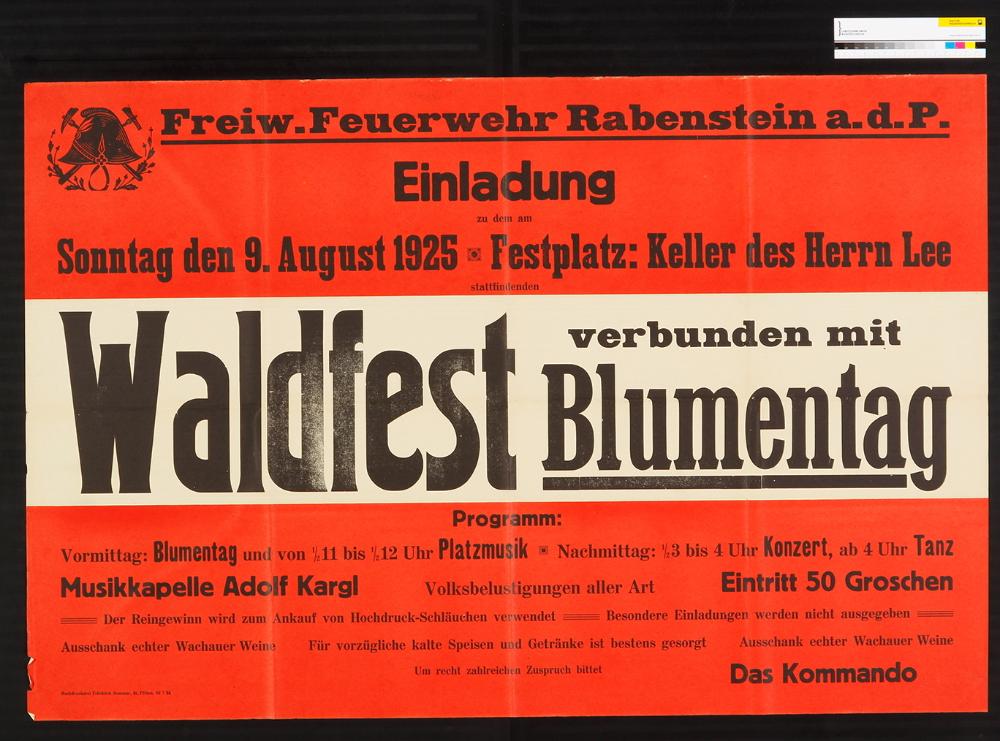 Freiw. Feuerwehr Rabenstein a. d. P.
Einladung
zu dem am
Sonntag den 9. August 1925 Festplatz: Keller des Herrn Lee
stattfindenden
Waldfest verbunden mit Blumentag
Programm:
Vormittag: Blumentag und von ½11 bis ½12 Uhr Platzmusik Nachmittag: ½3 bis 4 Uhr Konzert, ab 4 Uhr Tanz
Musikkapelle Adolf Kargl Volksbelustigungen aller Art Eintritt 50 Groschen
Der Reingewinn wird zum Ankauf von Hochdruck-Schläuchen verwendet Besondere Einladungen werden nicht ausgegeben
Ausschank echter Wachauer Weine Für vorzügliche kalte Speisen und Getränke ist bestens gesorgt Ausschank echter Wachauer Weine
Um recht zahlreichen Zuspruch bittet
Das Kommando